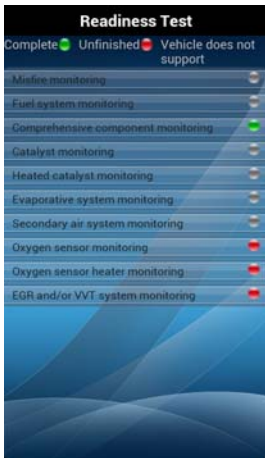 Readiness Test
Complete Unfinished Vehicle does not
support
Misfire monitoring
Fuel system monitoring
Comprehensive component monitoring
Catalyst monitoring
Heated catalyst monitoring
Evaporative system monitoring
Secondary air system monitoring
Oxygen sensor monitoring
Oxygen sensor heater monitoring
EGR and/or VVT system monitoring